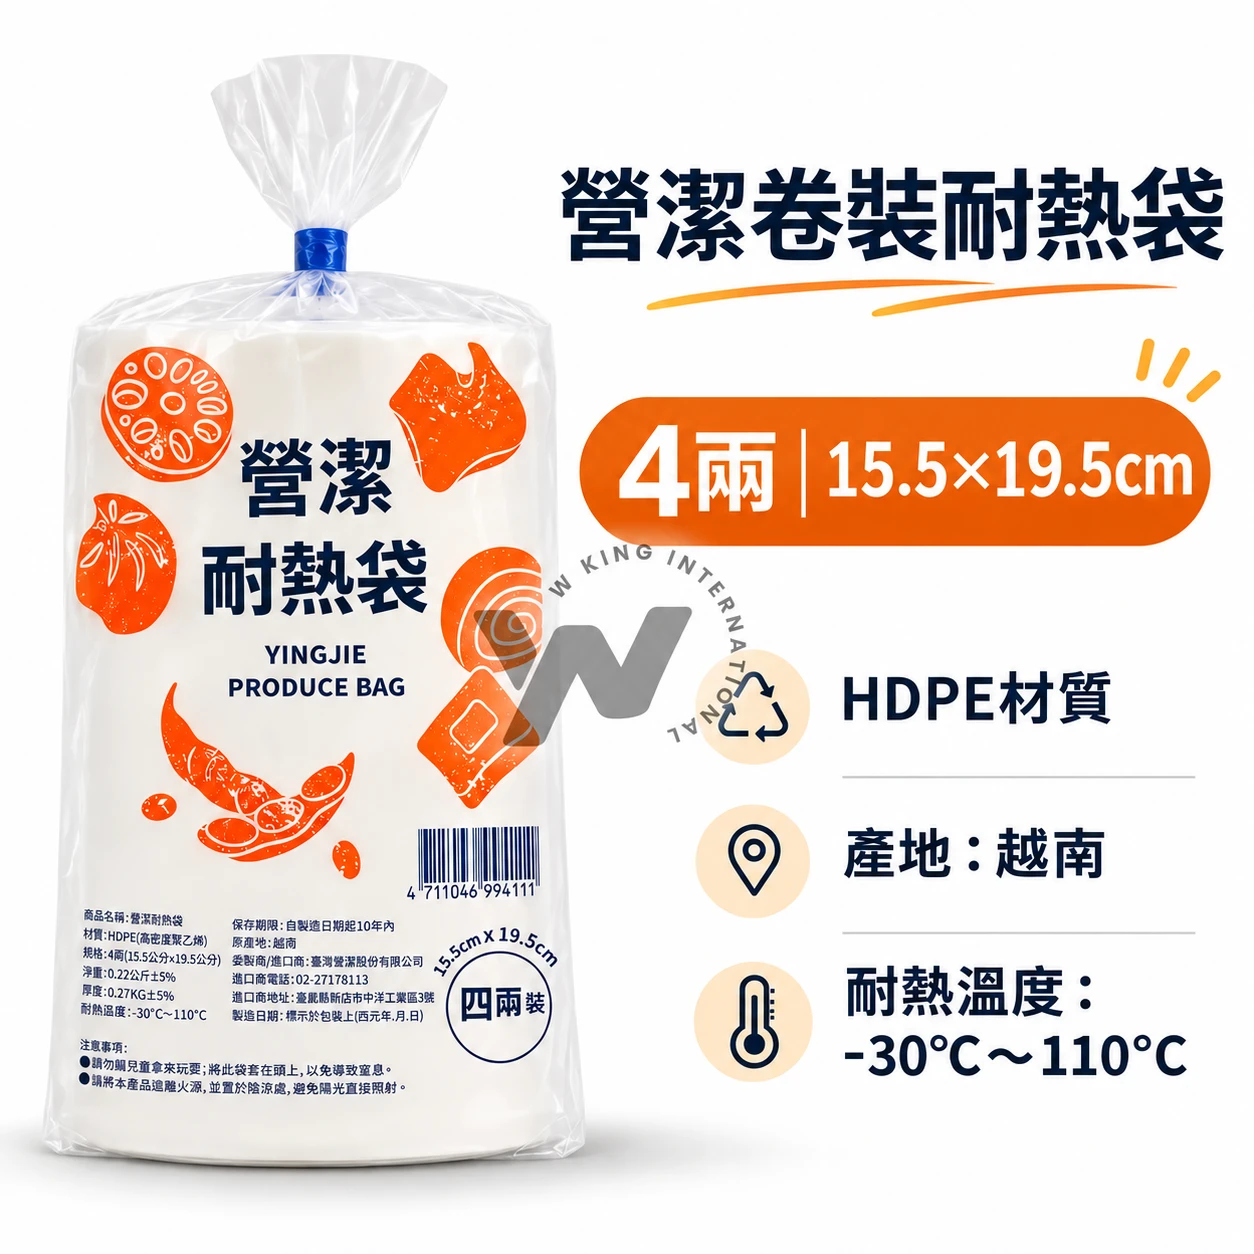 營潔卷裝耐熱袋
4兩 | 15.5×19.5cm
W KING INTERNATIONAL
W
HDPE材質
產地：越南
耐熱溫度：
-30°C～110°C
營潔
耐熱袋
YINGJIE
PRODUCE BAG
4 711046 994111
商品名稱:營潔耐熱袋
材質:HDPE(高密度聚乙烯)
規格:4兩(15.5公分x19.5公分)
淨重:0.22公斤±5%
厚度:0.27KG±5%
耐熱溫度:-30°C～110°C
保存期限:自製造日期起10年內
原產地:越南
委製商/進口商:臺灣營潔股份有限公司
進口商電話:02-27178113
進口商地址:臺縣新店市中洋工業區3號
製造日期:標示於包裝上(西元年.月.日)
15.5cm X 19.5cm
四兩裝
注意事項:
●請勿兒童拿來玩耍;將此袋套在頭上,以免導致窒息。
●請將本產品遠離火源,並置於陰涼處,避免陽光直接照射。